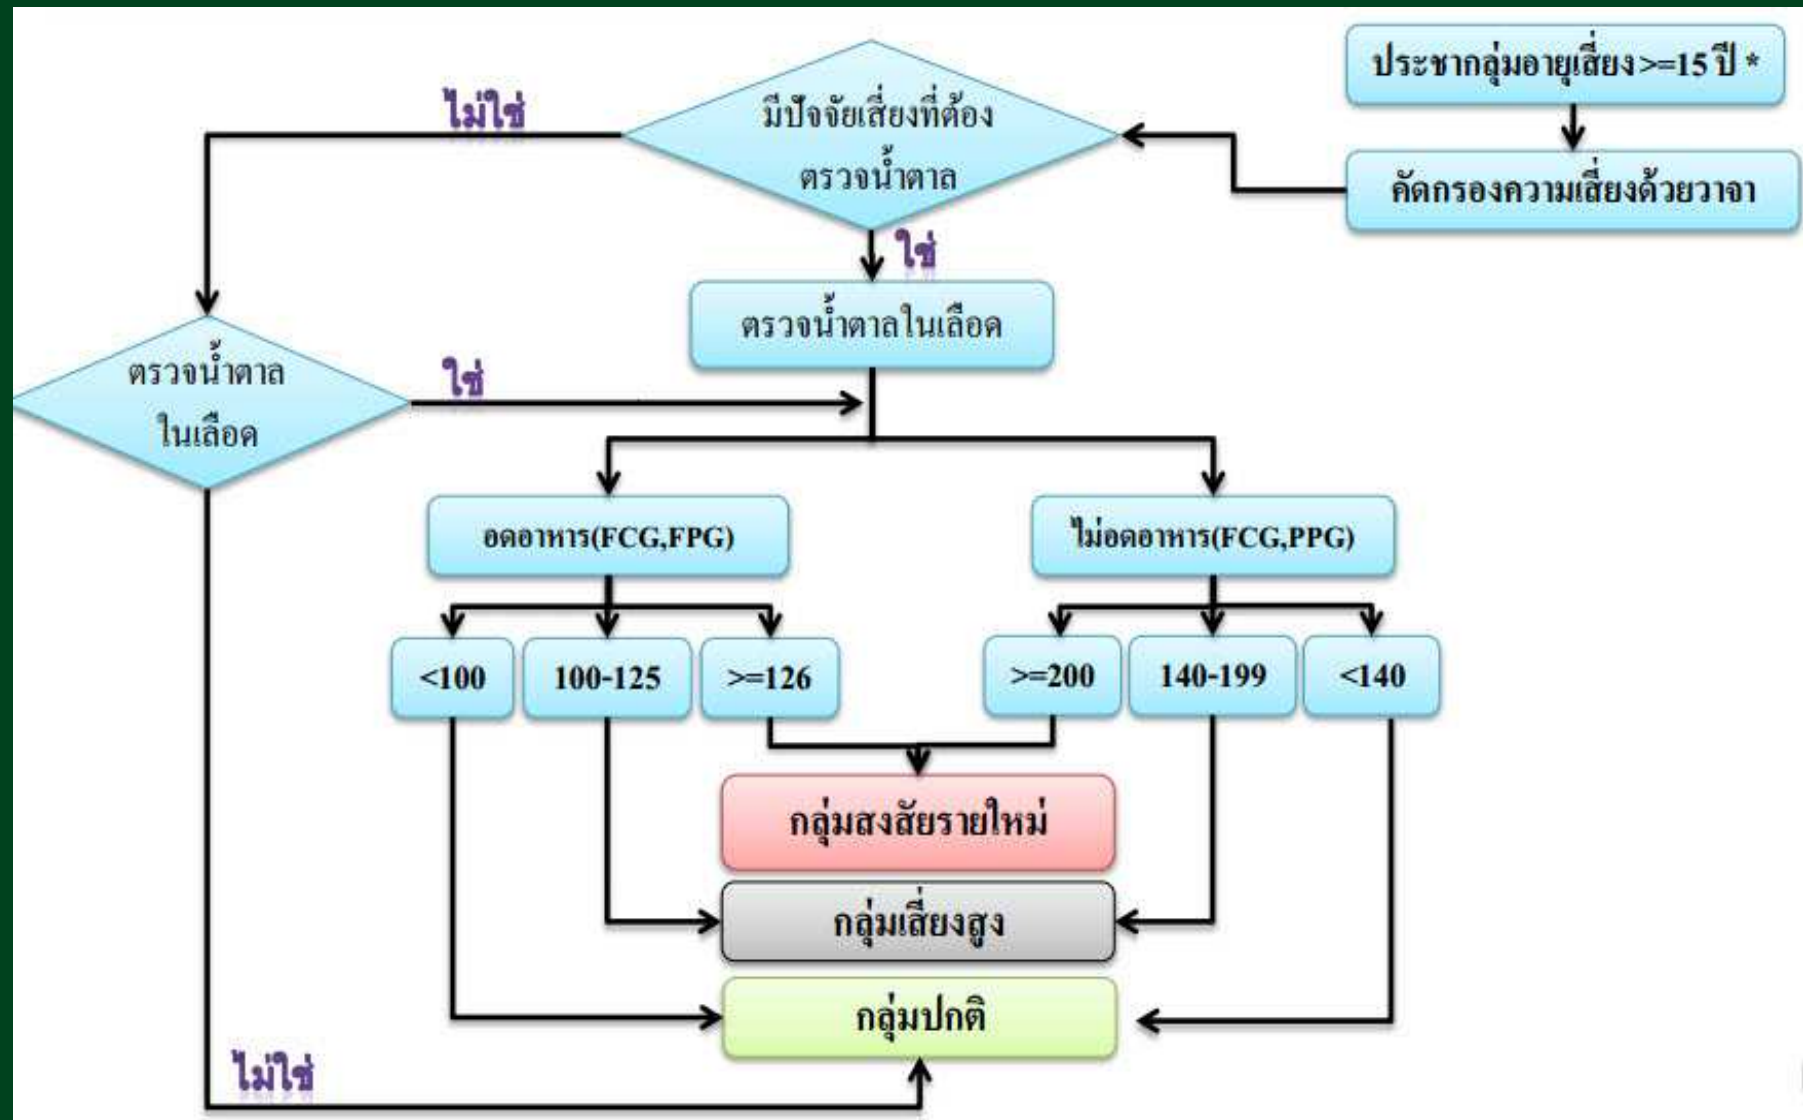 ประชากลุ่มอายุเสี่ยง>=15 ปี *
คัดกรองความเสี่ยงด้วยวาจา
มีปัจจัยเสี่ยงที่ต้อง
ตรวจน้ำตาล
ไม่ใช่
ใช่
ตรวจน้ำตาลในเลือด
ตรวจน้ำตาล
ในเลือด
ใช่
อดอาหาร(FCG,FPG)
ไม่อดอาหาร(FCG,PPG)
<100
100-125
>=126
>=200
140-199
<140
กลุ่มสงสัยรายใหม่
กลุ่มเสี่ยงสูง
กลุ่มปกติ
ไม่ใช่